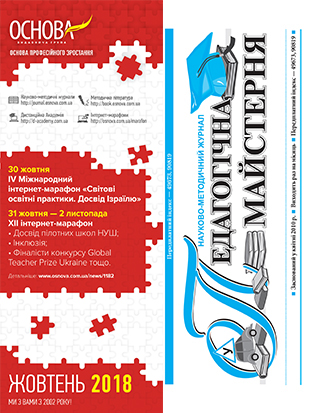 ОСНОВА
ВИДАВНИЧА ГРУПА
ОСНОВА ПРОФЕСІЙНОГО ЗРОСТАННЯ
Науково-методичні журнали
http://journal.osnova.com.ua
Методична література
http://book.osnova.com.ua
Дистанційна Академія
http://d-academy.com.ua
Інтернет-марафони
http://osnova.com.ua/marafon
30 жовтня
IV Міжнародний
інтернет-марафон «Світові
освітні практики. Досвід Ізраїлю»
31 жовтня — 2 листопада
XII інтернет-марафон
• Досвід пілотних шкіл НУШ;
• Інклюзія;
• Фіналісти конкурсу Global
Teacher Prize Ukraine тощо.
Детальніше: www.osnova.com.ua/news/1182
ЖОВТЕНЬ 2018
МИ З ВАМИ З 2002 РОКУ!
Передплатний індекс — 49673, 90819
НАУКОВО-МЕТОДИЧНИЙ ЖУРНАЛ
ПЕДАГОГІЧНА
МАЙСТЕРНЯ
У
■ Заснований у квітні 2010 р. ■ Виходить раз на місяць ■ Передплатний індекс — 49673, 90819